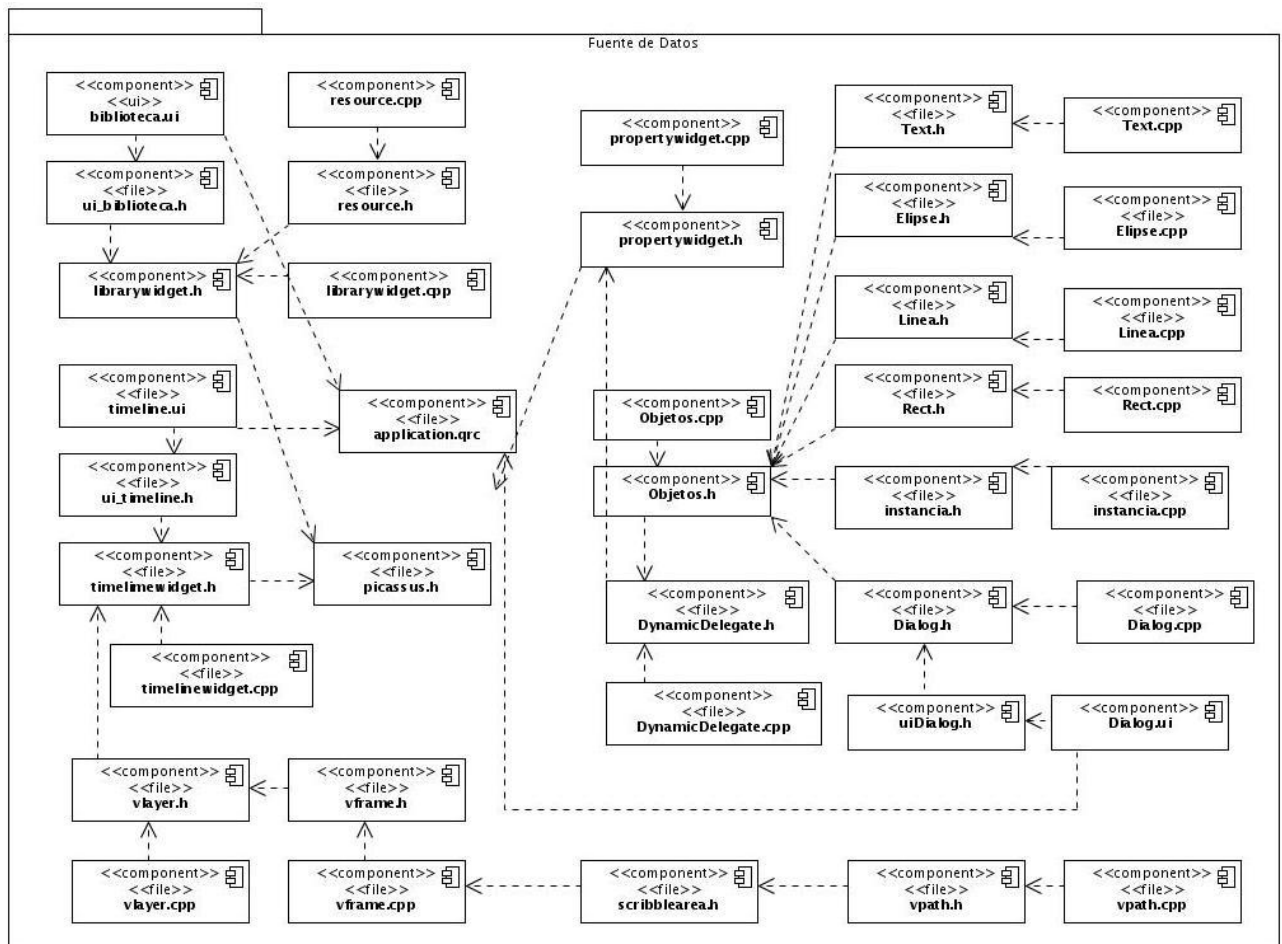 Fuente de Datos
<<component>>
<<ui>>
biblioteca.ui
<<component>>
resource.cpp
<<component>>
propertywidget.cpp
<<component>>
<<file>>
Text.h
<<component>>
Text.cpp
<<component>>
<<file>>
ui_biblioteca.h
<<component>>
resource.h
<<component>>
propertywidget.h
<<component>>
<<file>>
Elipse.h
<<component>>
<<file>>
Elipse.cpp
<<component>>
librarywidget.h
<<component>>
librarywidget.cpp
<<component>>
<<file>>
Linea.h
<<component>>
<<file>>
Linea.cpp
<<component>>
<<file>>
timeline.ui
<<component>>
<<file>>
application.qrc
<<component>>
Objetos.cpp
<<component>>
<<file>>
Rect.h
<<component>>
Rect.cpp
<<component>>
<<file>>
ui_timeline.h
<<component>>
Objetos.h
<<component>>
<<file>>
instancia.h
<<component>>
<<file>>
instancia.cpp
<<component>>
<<file>>
timelimewidget.h
<<component>>
<<file>>
picassus.h
<<component>>
<<file>>
DynamicDelegate.h
<<component>>
<<file>>
Dialog.h
<<component>>
<<file>>
Dialog.cpp
<<component>>
<<file>>
timelinewidget.cpp
<<component>>
<<file>>
DynamicDelegate.cpp
<<component>>
uiDialog.h
<<component>>
Dialog.ui
<<component>>
<<file>>
vlayer.h
<<component>>
<<file>>
vframe.h
<<component>>
<<file>>
vlayer.cpp
<<component>>
<<file>>
vframe.cpp
<<component>>
<<file>>
scribblearea.h
<<component>>
<<file>>
vpath.h
<<component>>
<<file>>
vpath.cpp